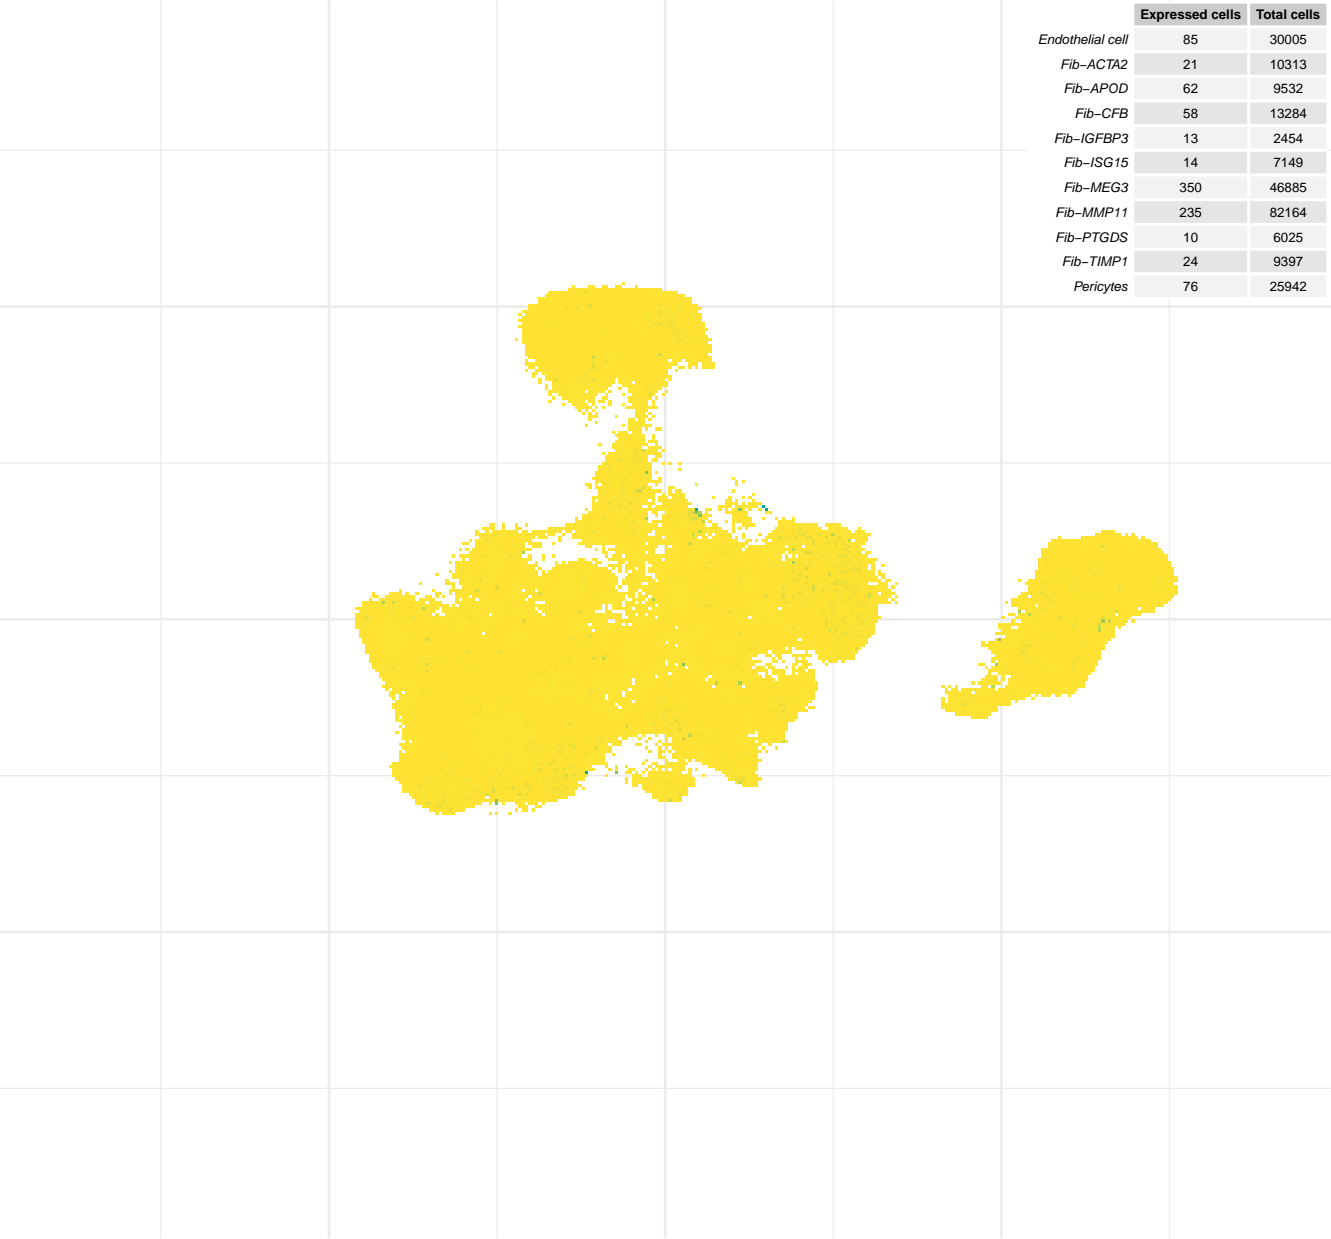 Expressed cells Total cells
Endothelial cell 85 30005
Fib−ACTA2 21 10313
Fib−APOD 62 9532
Fib−CFB 58 13284
Fib−IGFBP3 13 2454
Fib−ISG15 14 7149
Fib−MEG3 350 46885
Fib−MMP11 235 82164
Fib−PTGDS 10 6025
Fib−TIMP1 24 9397
Pericytes 76 25942